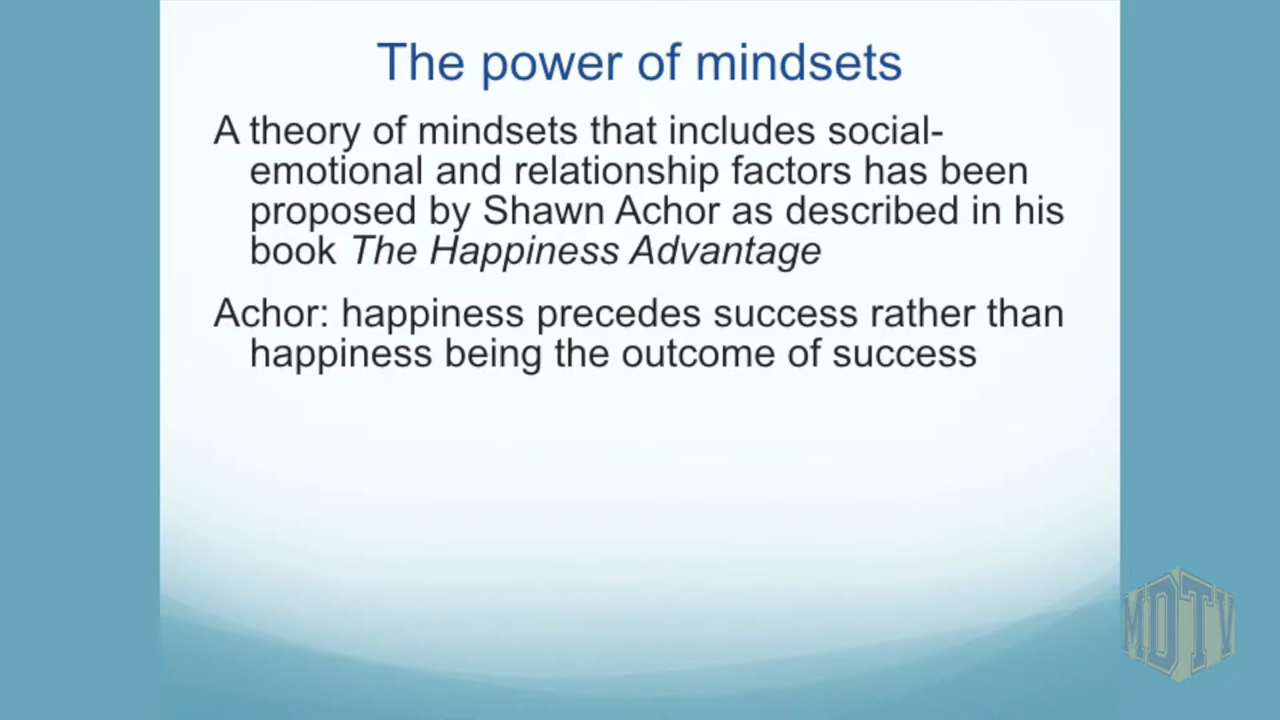 The power of mindsets
A theory of mindsets that includes social-
emotional and relationship factors has been
proposed by Shawn Achor as described in his
book The Happiness Advantage
Achor: happiness precedes success rather than
happiness being the outcome of success
MDTV